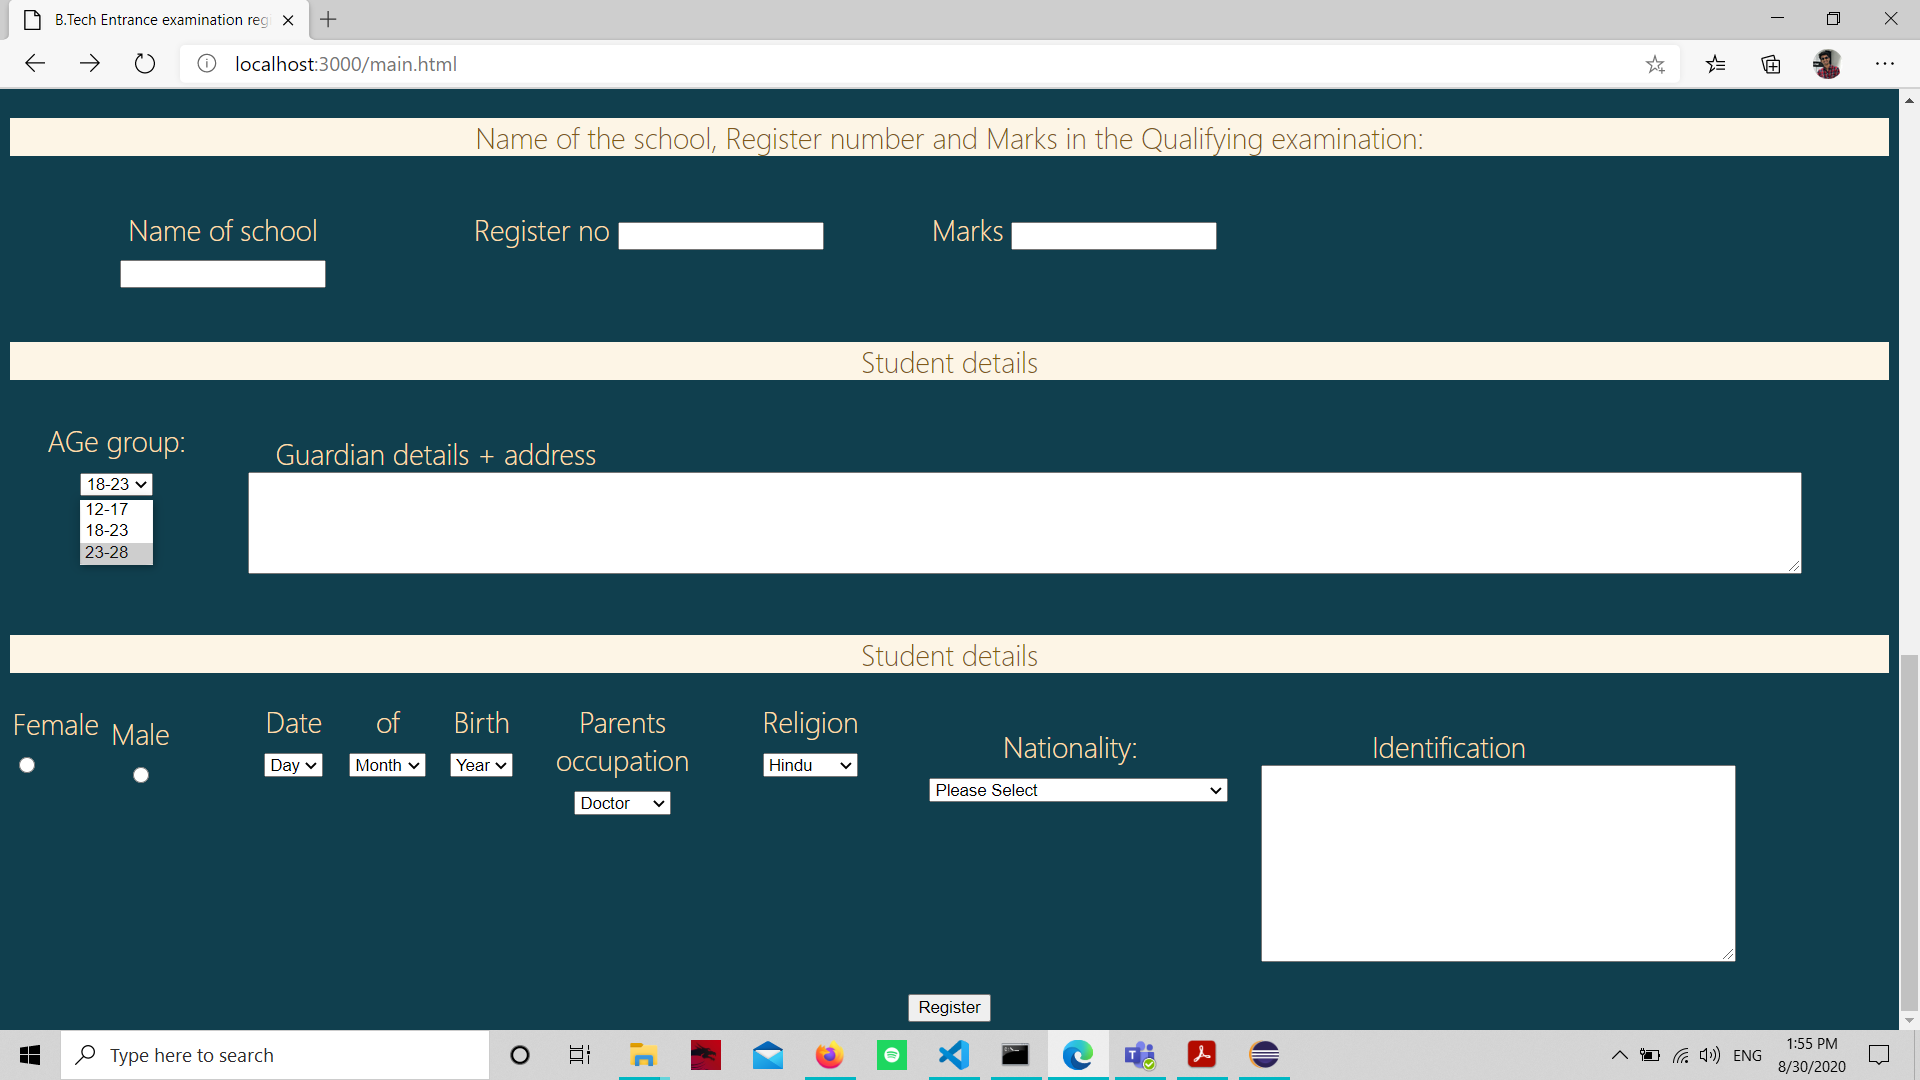 B.Tech Entrance examination reg
localhost:3000/main.html
Name of the school, Register number and Marks in the Qualifying examination:
Name of school
Register no
Marks
Student details
AGe group:
Guardian details + address
18-23
12-17
18-23
23-28
Student details
Female
Male
Date of Birth
Day
Month
Year
Parents
occupation
Doctor
Religion
Hindu
Nationality:
Please Select
Identification
Register
Type here to search
ENG
1:55 PM
8/30/2020